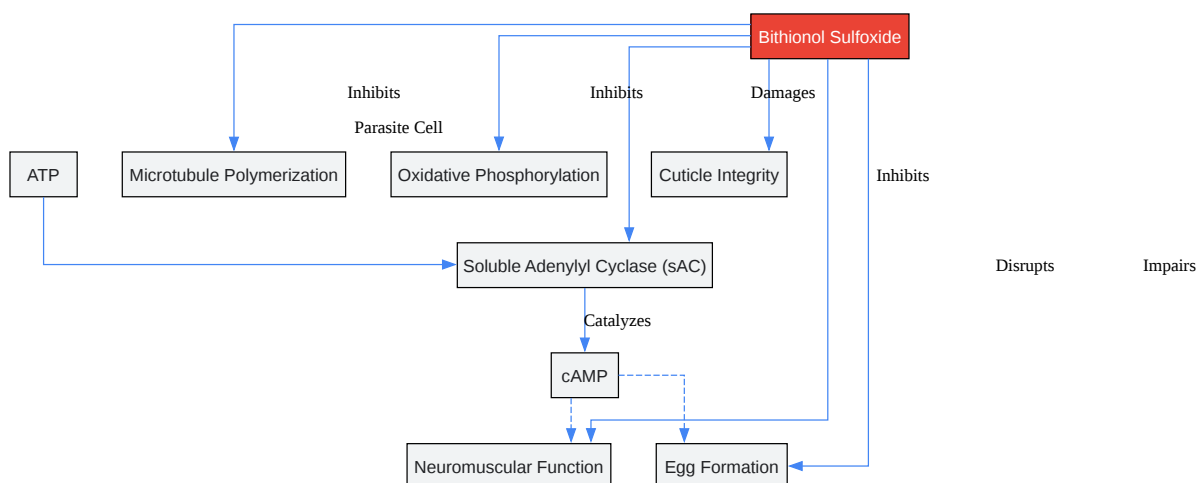 Bithionol Sulfoxide
Inhibits
Inhibits
Damages
Parasite Cell
ATP
Microtubule Polymerization
Oxidative Phosphorylation
Cuticle Integrity
Inhibits
Soluble Adenylyl Cyclase (sAC)
Disrupts
Impairs
Catalyzes
cAMP
Neuromuscular Function
Egg Formation